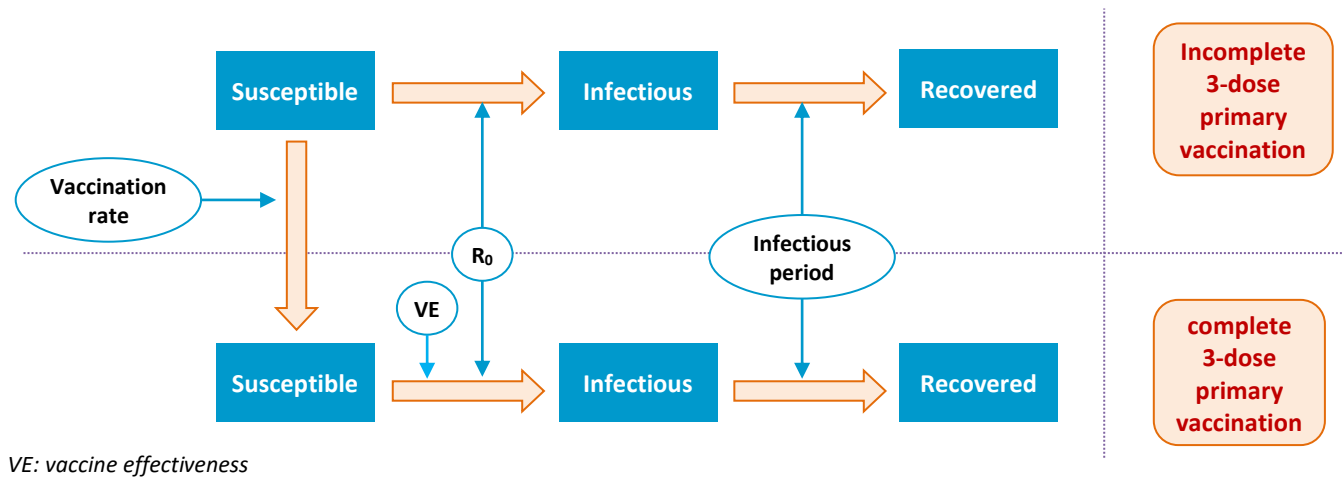 Susceptible
Infectious
Recovered
Incomplete
3-dose
primary
vaccination
Vaccination
rate
R₀
Infectious
period
VE
Susceptible
Infectious
Recovered
complete
3-dose
primary
vaccination
VE: vaccine effectiveness